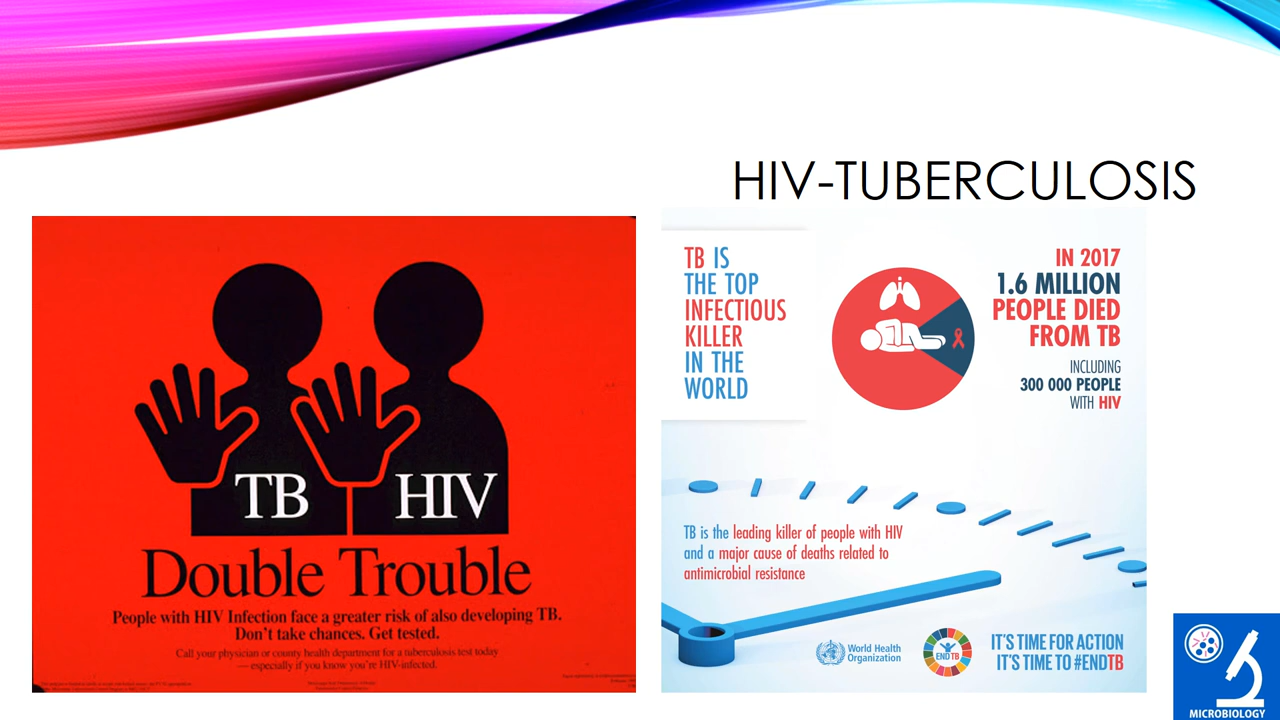 HIV-TUBERCULOSIS
TB
HIV
Double Trouble
People with HIV Infection face a greater risk of also developing TB.
Don't take chances. Get tested.
Call your physician or county health department for a tuberculosis test today
— especially if you know you're HIV-infected.
TB IS
THE TOP
INFECTIOUS
KILLER
IN THE
WORLD
IN 2017
1.6 MILLION
PEOPLE DIED
FROM TB
INCLUDING
300 000 PEOPLE
WITH HIV
TB is the leading killer of people with HIV
and a major cause of deaths related to
antimicrobial resistance
World Health
Organization
END TB
IT'S TIME FOR ACTION
IT'S TIME TO #ENDTB
MICROBIOLOGY